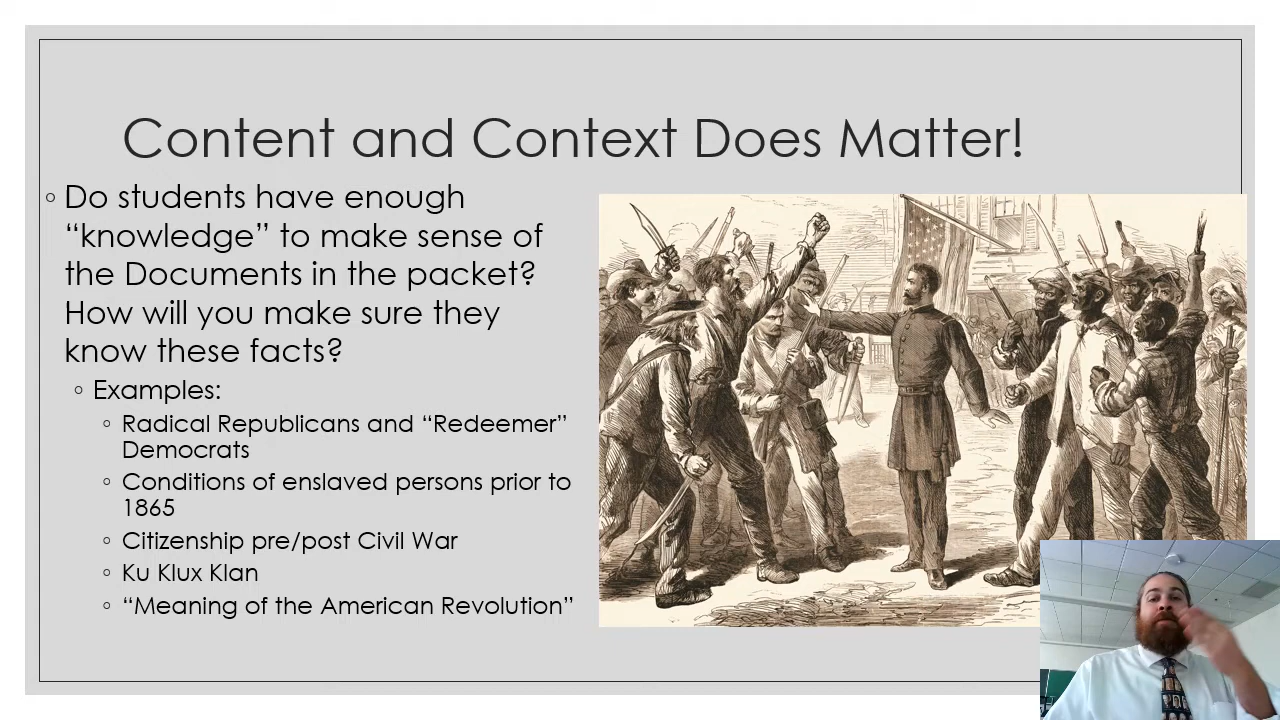 Content and Context Does Matter!
◦ Do students have enough
“knowledge” to make sense of
the Documents in the packet?
How will you make sure they
know these facts?
◦ Examples:
◦ Radical Republicans and “Redeemer”
Democrats
◦ Conditions of enslaved persons prior to
1865
◦ Citizenship pre/post Civil War
◦ Ku Klux Klan
◦ “Meaning of the American Revolution”